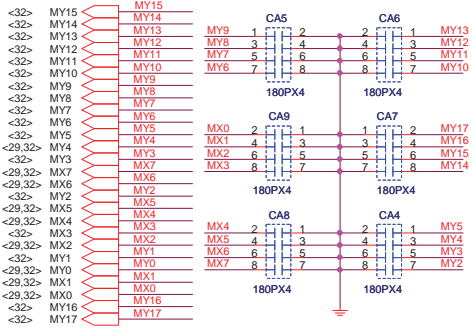 <32> MY15 MY15
<32> MY14 MY14
<32> MY13 MY13
<32> MY12 MY12
<32> MY11 MY11
<32> MY10 MY10
<32> MY9 MY9
<32> MY8 MY8
<32> MY7 MY7
<32> MY6 MY6
<32> MY5 MY5
<29,32> MY4 MY4
<32> MY3 MY3
<29,32> MX7 MX7
<29,32> MX6 MX6
<32> MY2 MY2
<29,32> MX5 MX5
<29,32> MX4 MX4
<32> MX3 MX3
<29,32> MX2 MX2
<32> MY1 MY1
<29,32> MY0 MY0
<29,32> MX1 MX1
<29,32> MX0 MX0
<32> MY16 MY16
<32> MY17 MY17
CA5 CA6
MY9 1 2 2 1 MY13
MY8 3 4 4 3 MY12
MY7 5 6 6 5 MY11
MY6 7 8 8 7 MY10
180PX4 180PX4
CA9 CA7
MX0 2 1 1 2 MY17
MX1 4 3 3 4 MY16
MX2 6 5 5 6 MY15
MX3 8 7 7 8 MY14
180PX4 180PX4
CA8 CA4
MX4 2 1 1 2 MY5
MX5 4 3 3 4 MY4
MX6 6 5 5 6 MY3
MX7 8 7 7 8 MY2
180PX4 180PX4